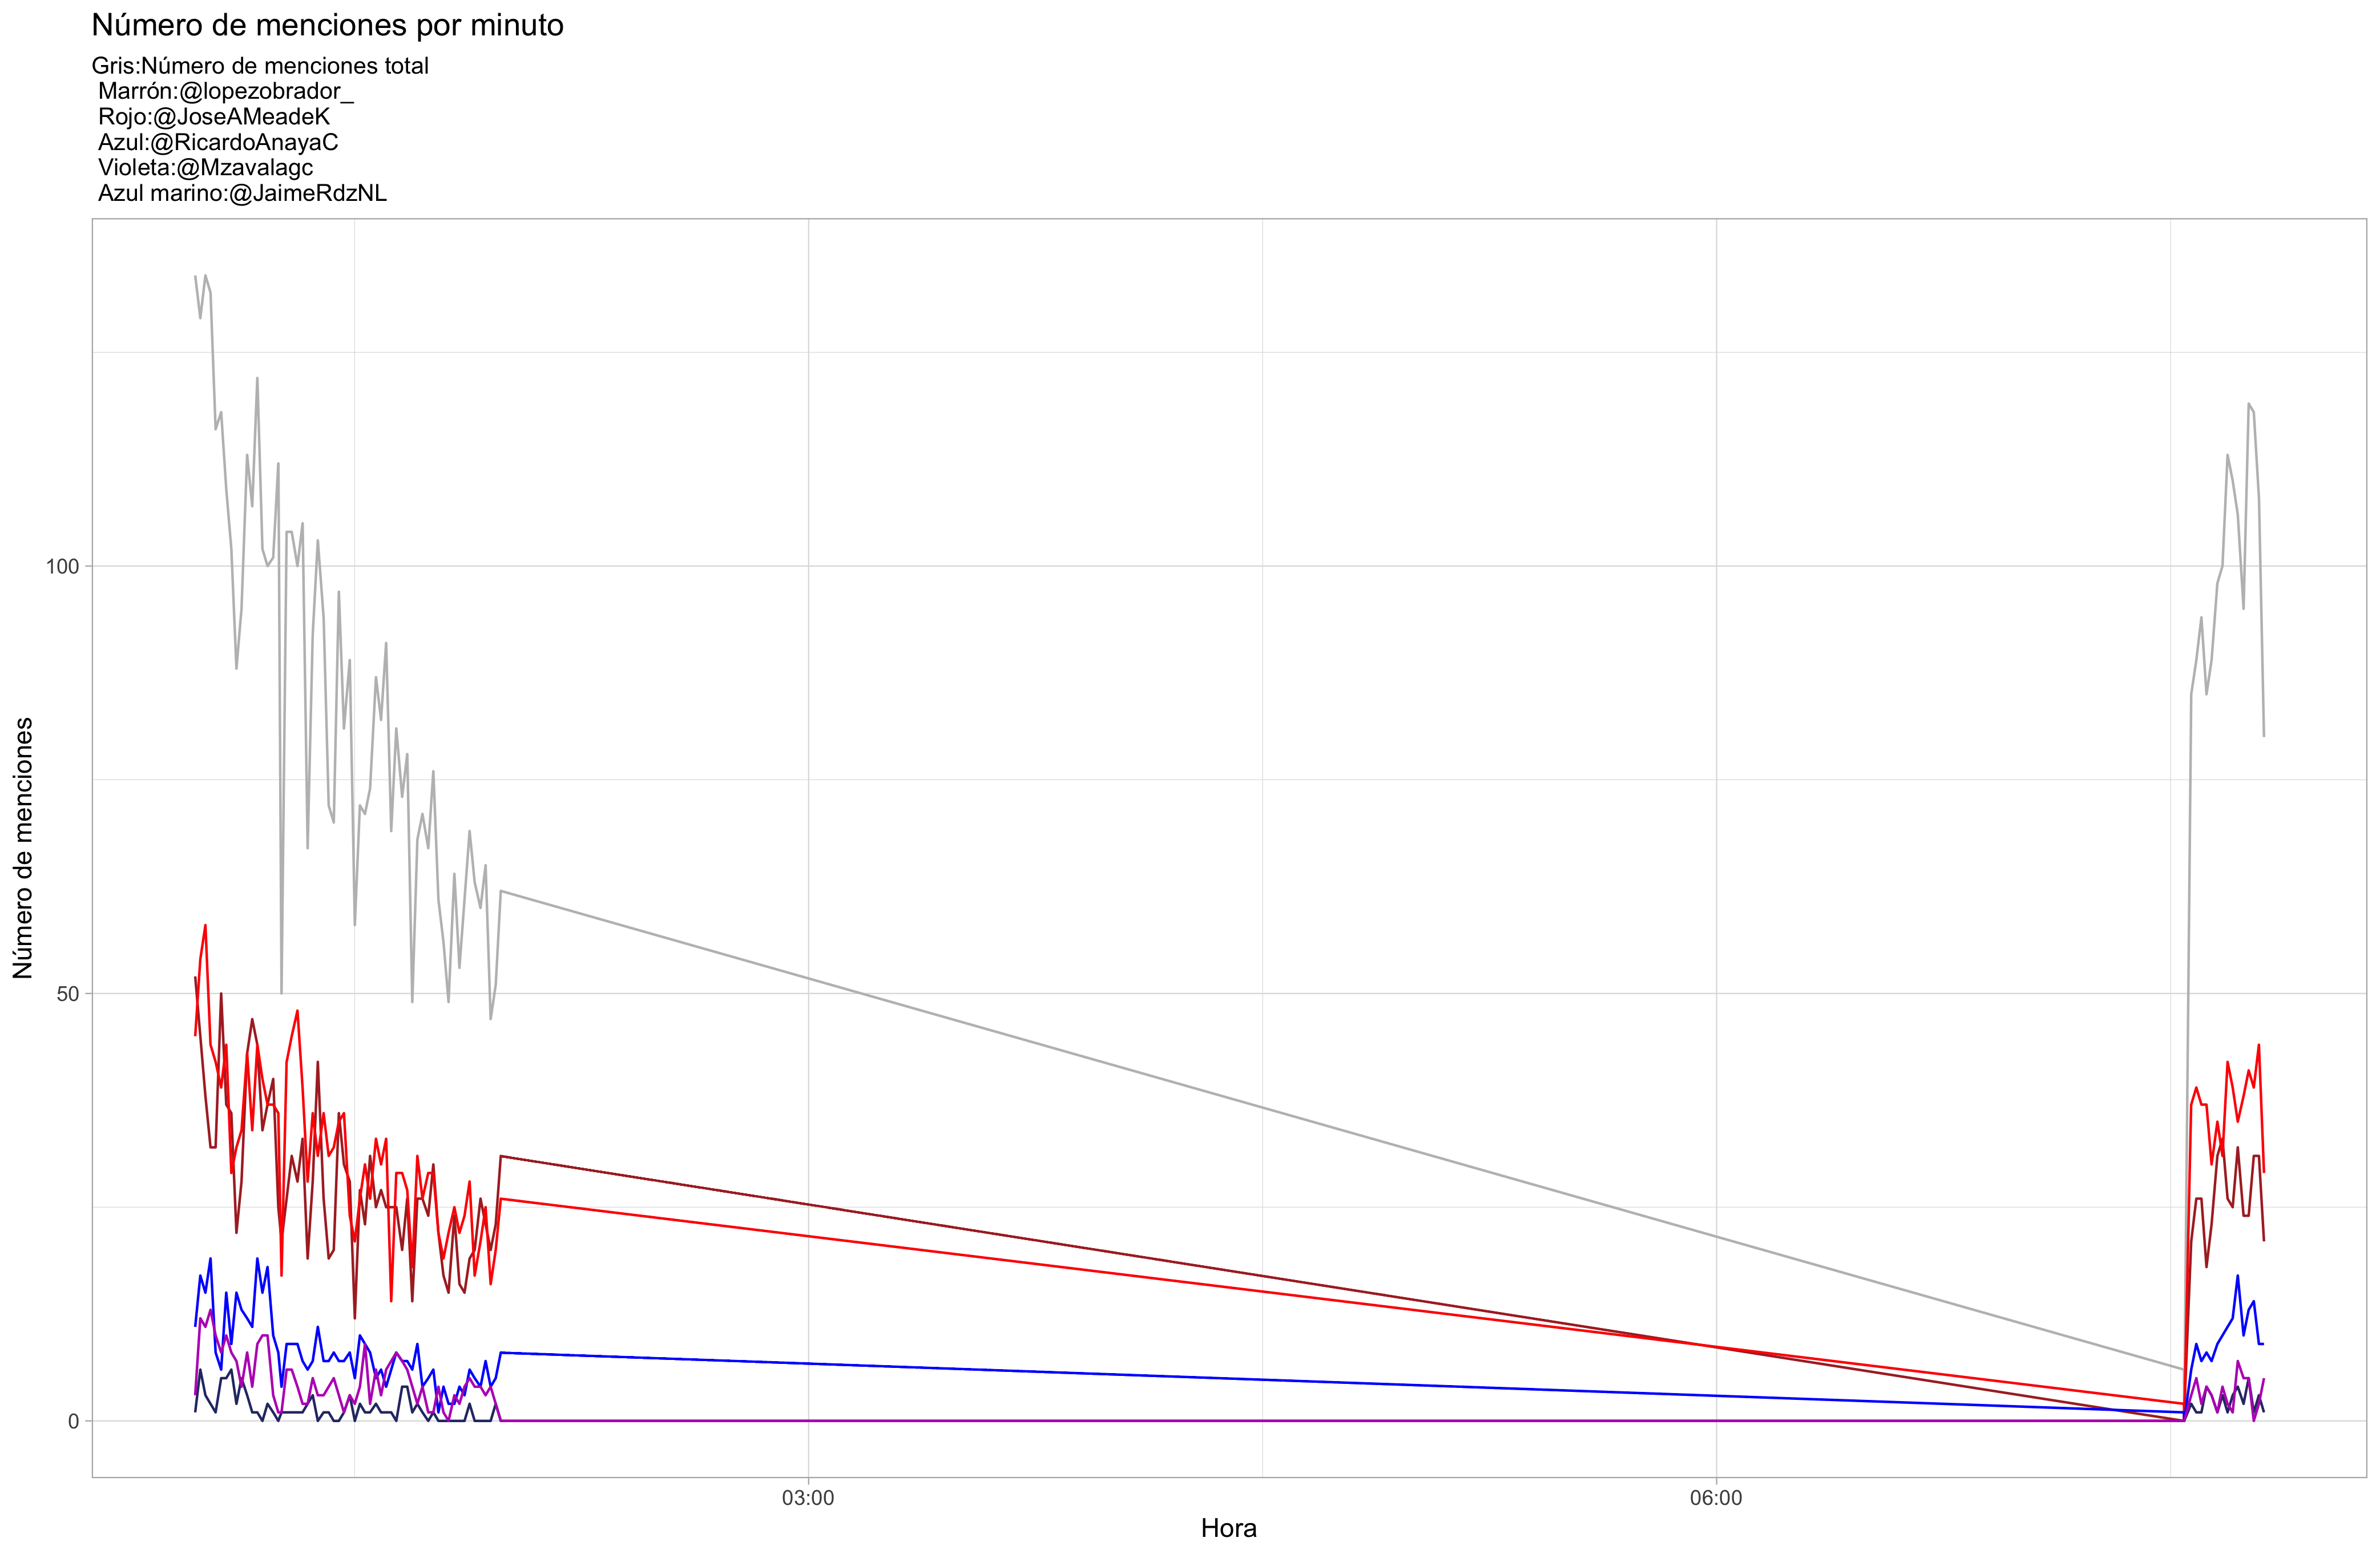 Número de menciones por minuto
Gris:Número de menciones total
Marrón:@lopezobrador_
Rojo:@JoseAMeadeK
Azul:@RicardoAnayaC
Violeta:@Mzavalagc
Azul marino:@JaimeRdzNL
100
50
0
Número de menciones
03:00
06:00
Hora